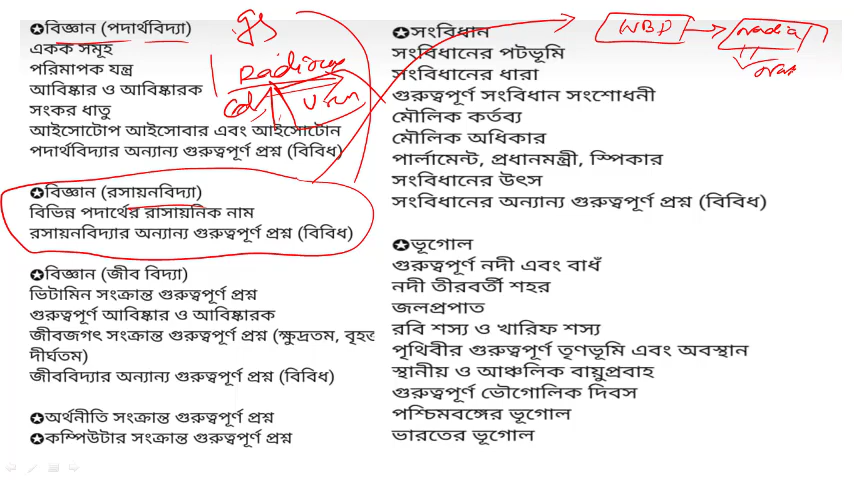 ✪বিজ্ঞান (পদার্থবিদ্যা)
একক সমূহ
পরিমাপক যন্ত্র
আবিষ্কার ও আবিষ্কারক
সংকর ধাতু
আইসোটোপ আইসোবার এবং আইসোটোন
পদার্থবিদ্যার অন্যান্য গুরুত্বপূর্ণ প্রশ্ন (বিবিধ)
✪বিজ্ঞান (রসায়নবিদ্যা)
বিভিন্ন পদার্থের রাসায়নিক নাম
রসায়নবিদ্যার অন্যান্য গুরুত্বপূর্ণ প্রশ্ন (বিবিধ)
✪বিজ্ঞান (জীব বিদ্যা)
ভিটামিন সংক্রান্ত গুরুত্বপূর্ণ প্রশ্ন
গুরুত্বপূর্ণ আবিষ্কার ও আবিষ্কারক
জীবজগৎ সংক্রান্ত গুরুত্বপূর্ণ প্রশ্ন (ক্ষুদ্রতম, বৃহত্ত
দীর্ঘতম)
জীববিদ্যার অন্যান্য গুরুত্বপূর্ণ প্রশ্ন (বিবিধ)
✪অর্থনীতি সংক্রান্ত গুরুত্বপূর্ণ প্রশ্ন
✪কম্পিউটার সংক্রান্ত গুরুত্বপূর্ণ প্রশ্ন
gs
✪সংবিধান
সংবিধানের পটভূমি
সংবিধানের ধারা
গুরুত্বপূর্ণ সংবিধান সংশোধনী
মৌলিক কর্তব্য
মৌলিক অধিকার
পার্লামেন্ট, প্রধানমন্ত্রী, স্পিকার
সংবিধানের উৎস
সংবিধানের অন্যান্য গুরুত্বপূর্ণ প্রশ্ন (বিবিধ)
✪ভূগোল
গুরুত্বপূর্ণ নদী এবং বাধঁ
নদী তীরবর্তী শহর
জলপ্রপাত
রবি শস্য ও খারিফ শস্য
পৃথিবীর গুরুত্বপূর্ণ তৃণভূমি এবং অবস্থান
স্থানীয় ও আঞ্চলিক বায়ুপ্রবাহ
গুরুত্বপূর্ণ ভৌগোলিক দিবস
পশ্চিমবঙ্গের ভূগোল
ভারতের ভূগোল
WBP
nadia